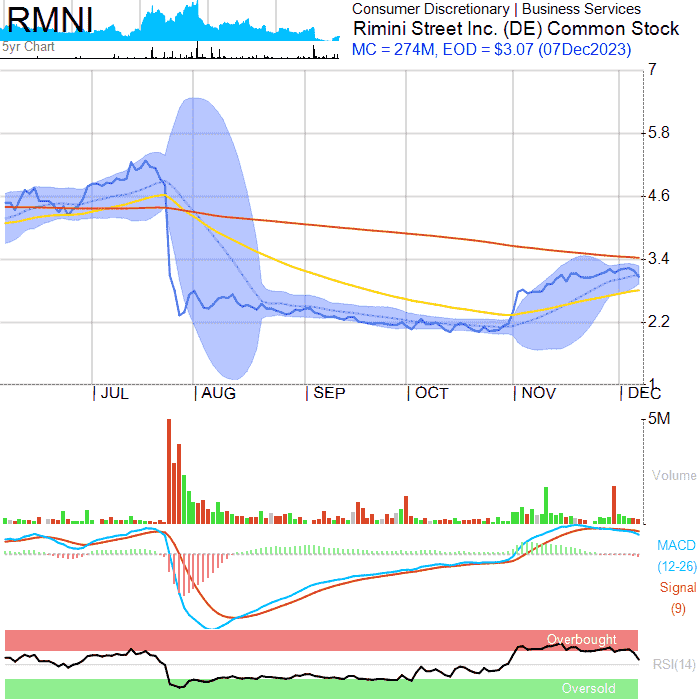 RMNI
5yr Chart
Consumer Discretionary | Business Services
Rimini Street Inc. (DE) Common Stock
MC = 274M, EOD = $3.07 (07Dec2023)
7
5.8
4.6
3.4
2.2
1
JUL AUG SEP OCT NOV DEC
5M
Volume
MACD
(12-26)
Signal
(9)
Overbought
RSI(14)
Oversold